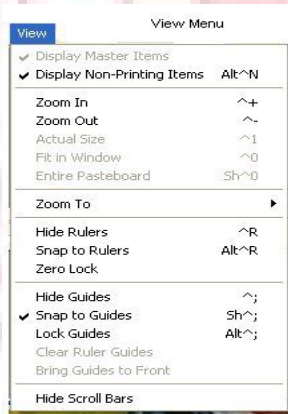 View Menu
View
Display Master Items
Display Non-Printing Items Alt^N
Zoom In ^+
Zoom Out ^-
Actual Size ^1
Fit in Window ^0
Entire Pasteboard Sh^0
Zoom To
Hide Rulers ^R
Snap to Rulers Alt^R
Zero Lock
Hide Guides ^;
Snap to Guides Sh^;
Lock Guides Alt^;
Clear Ruler Guides
Bring Guides to Front
Hide Scroll Bars